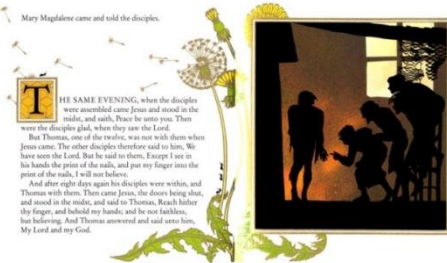 Mary Magdalene came and told the disciples.
THE SAME EVENING, when the disciples
were assembled came Jesus and stood in the
midst, and saith, Peace be unto you. Then
were the disciples glad, when they saw the Lord.
But Thomas, one of the twelve, was not with them when
Jesus came. The other disciples therefore said to him, We
have seen the Lord. But he said to them, Except I see in
his hands the print of the nails, and put my finger into the
print of the nails, I will not believe.
And after eight days again his disciples were within, and
Thomas with them. Then came Jesus, the doors being shut,
and stood in the midst, and said to Thomas, Reach hither
thy finger, and behold my hands; and be not faithless,
but believing. And Thomas answered and said unto him,
My Lord and my God.